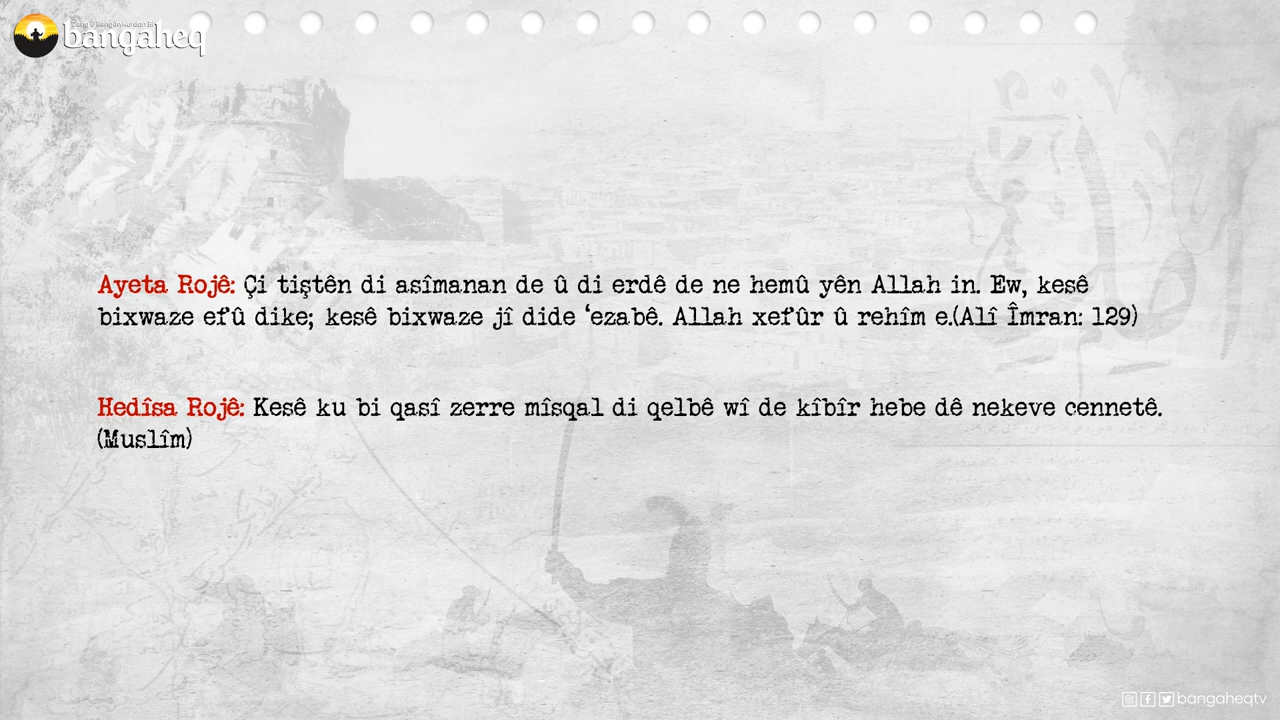 bangaheq
Ayeta Rojê: Çi tiştên di asîmanan de û di erdê de ne hemû yên Allah in. Ew, kesê
bixwaze efû dike; kesê bixwaze jî dide ‘ezabê. Allah xefûr û rehîm e.(Alî Îmran: 129)
Hedîsa Rojê: Kesê ku bi qasî zerre mîsqal di qelbê wî de kîbîr hebe dê nekeve cennetê.
(Muslîm)
bangaheqtv